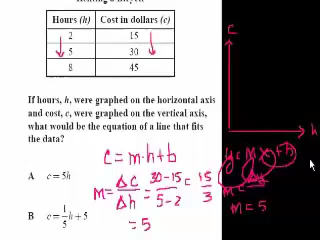 Hours (h) Cost in dollars (c)
2 15
5 30
8 45
If hours, h, were graphed on the horizontal axis
and cost, c, were graphed on the vertical axis,
what would be the equation of a line that fits
the data?
c = m·h+b
A c = 5h
m = Δc/Δh = 30-15/5-2 = 15/3
= 5
B c = 1/5 h + 5
c
h
y = mx + b
m = 5